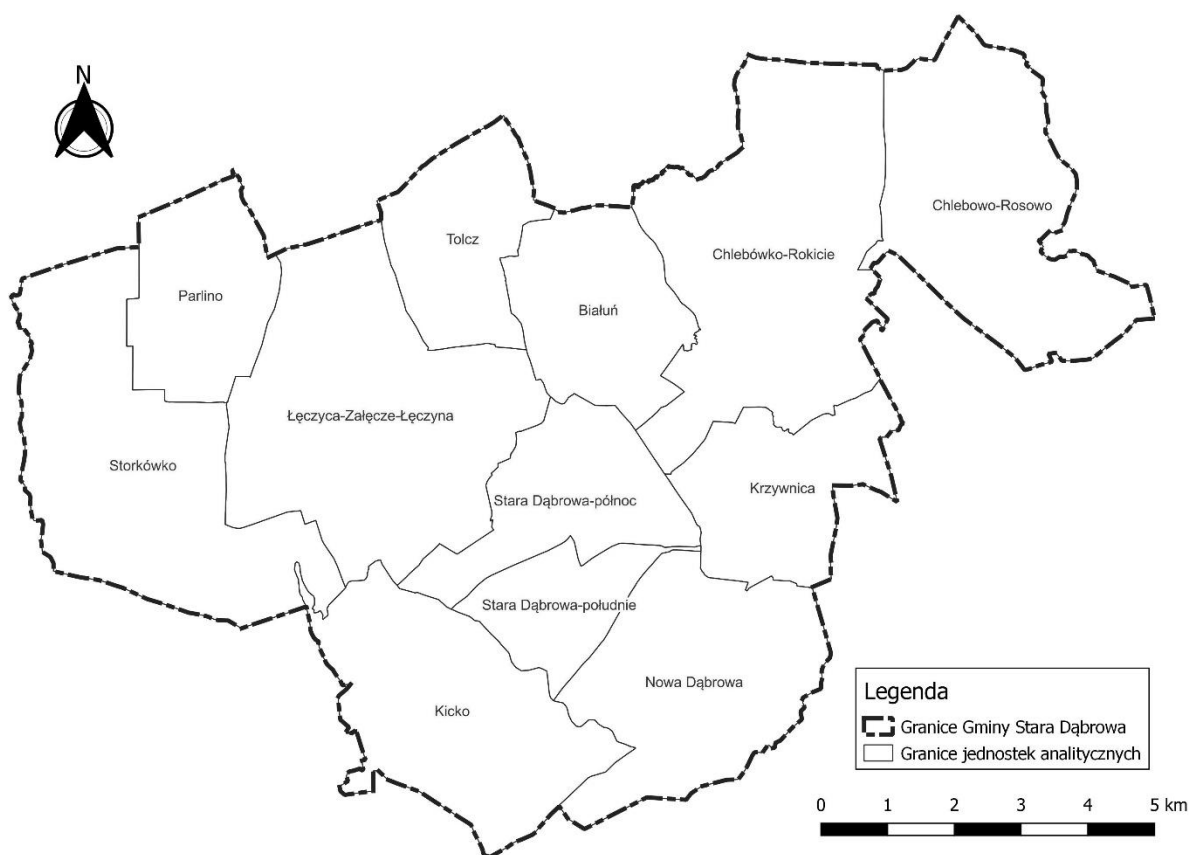 N
Chlebowo-Rosowo
Tolcz
Chlebówko-Rokicie
Parlino
Białuń
Łęczyca-Załęcze-Łęczyna
Storkówko
Krzywnica
Stara Dąbrowa-północ
Stara Dąbrowa-południe
Nowa Dąbrowa
Kicko
Legenda
Granice Gminy Stara Dąbrowa
Granice jednostek analitycznych
0 1 2 3 4 5 km